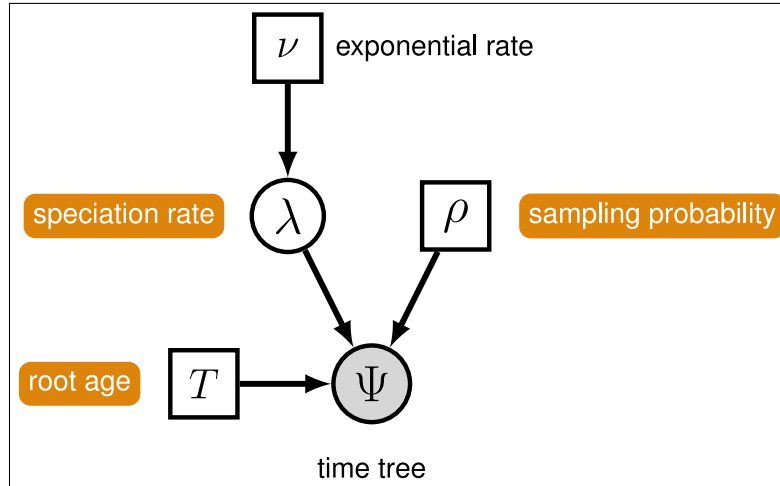 ν exponential rate
speciation rate λ ρ sampling probability
root age T Ψ
time tree